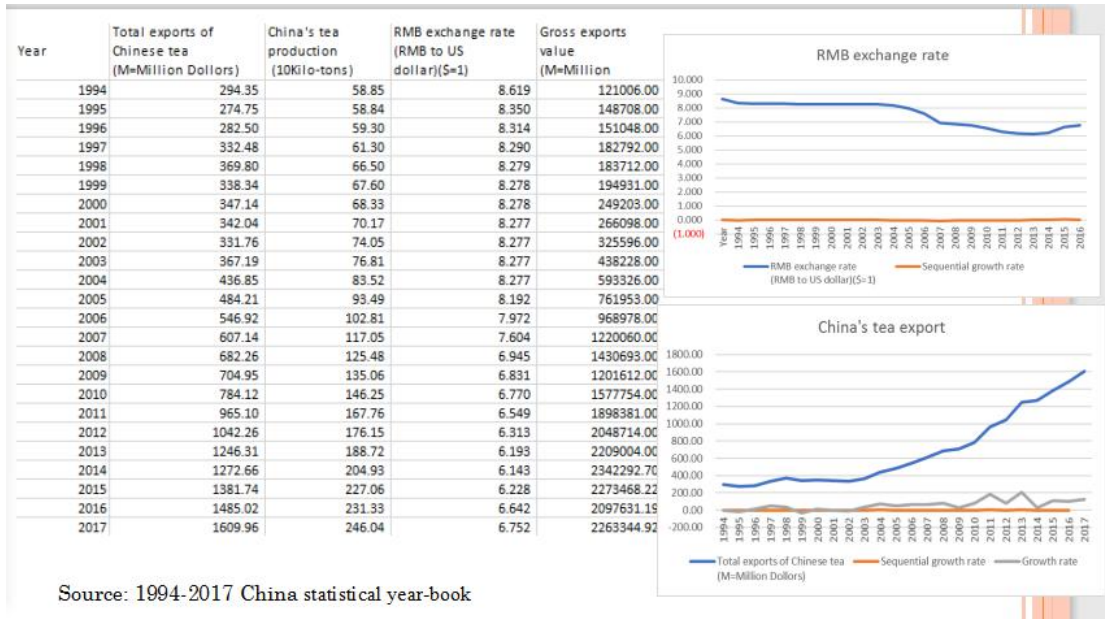 Year Total exports of Chinese tea (M=Million Dollors) China's tea production (10Kilo-tons) RMB exchange rate (RMB to US dollar)($=1) Gross exports value (M=Million
1994 294.35 58.85 8.619 121006.00
1995 274.75 58.84 8.350 148708.00
1996 282.50 59.30 8.314 151048.00
1997 332.48 61.30 8.290 182792.00
1998 369.80 66.50 8.279 183712.00
1999 338.34 67.60 8.278 194931.00
2000 347.14 68.33 8.278 249203.00
2001 342.04 70.17 8.277 266098.00
2002 331.76 74.05 8.277 325596.00
2003 367.19 76.81 8.277 438228.00
2004 436.85 83.52 8.277 593326.00
2005 484.21 93.49 8.192 761953.00
2006 546.92 102.81 7.972 968978.00
2007 607.14 117.05 7.604 1220060.00
2008 682.26 125.48 6.945 1430693.00
2009 704.95 135.06 6.831 1201612.00
2010 784.12 146.25 6.770 1577754.00
2011 965.10 167.76 6.549 1898381.00
2012 1042.26 176.15 6.313 2048714.00
2013 1246.31 188.72 6.193 2209004.00
2014 1272.66 204.93 6.143 2342292.70
2015 1381.74 227.06 6.228 2273468.22
2016 1485.02 231.33 6.642 2097631.19
2017 1609.96 246.04 6.752 2263344.92
RMB exchange rate
10.000
9.000
8.000
7.000
6.000
5.000
4.000
3.000
2.000
1.000
0.000
(1.000)
Year 1994 1995 1996 1997 1998 1999 2000 2001 2002 2003 2004 2005 2006 2007 2008 2009 2010 2011 2012 2013 2014 2015 2016
RMB exchange rate Sequential growth rate
(RMB to US dollar)($=1)
China's tea export
1800.00
1600.00
1400.00
1200.00
1000.00
800.00
600.00
400.00
200.00
0.00
-200.00
1994 1995 1996 1997 1998 1999 2000 2001 2002 2003 2004 2005 2006 2007 2008 2009 2010 2011 2012 2013 2014 2015 2016 2017
Total exports of Chinese tea Sequential growth rate Growth rate
(M=Million Dollors)
Source: 1994-2017 China statistical year-book